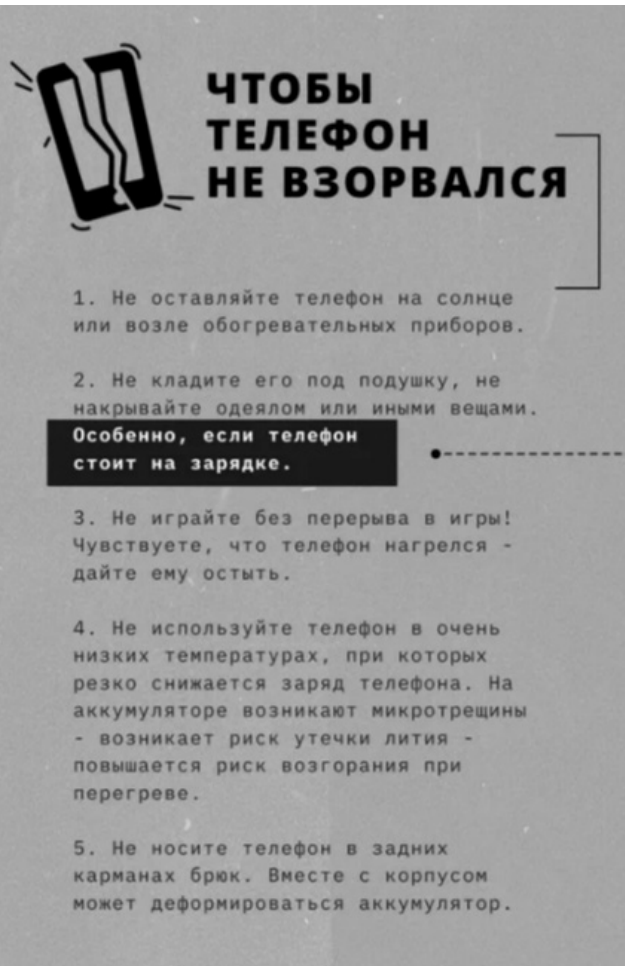 ЧТОБЫ
ТЕЛЕФОН
НЕ ВЗОРВАЛСЯ
1. Не оставляйте телефон на солнце
или возле обогревательных приборов.
2. Не кладите его под подушку, не
накрывайте одеялом или иными вещами.
Особенно, если телефон
стоит на зарядке.
3. Не играйте без перерыва в игры!
Чувствуете, что телефон нагрелся -
дайте ему остыть.
4. Не используйте телефон в очень
низких температурах, при которых
резко снижается заряд телефона. На
аккумуляторе возникают микротрещины
- возникает риск утечки лития -
повышается риск возгорания при
перегреве.
5. Не носите телефон в задних
карманах брюк. Вместе с корпусом
может деформироваться аккумулятор.